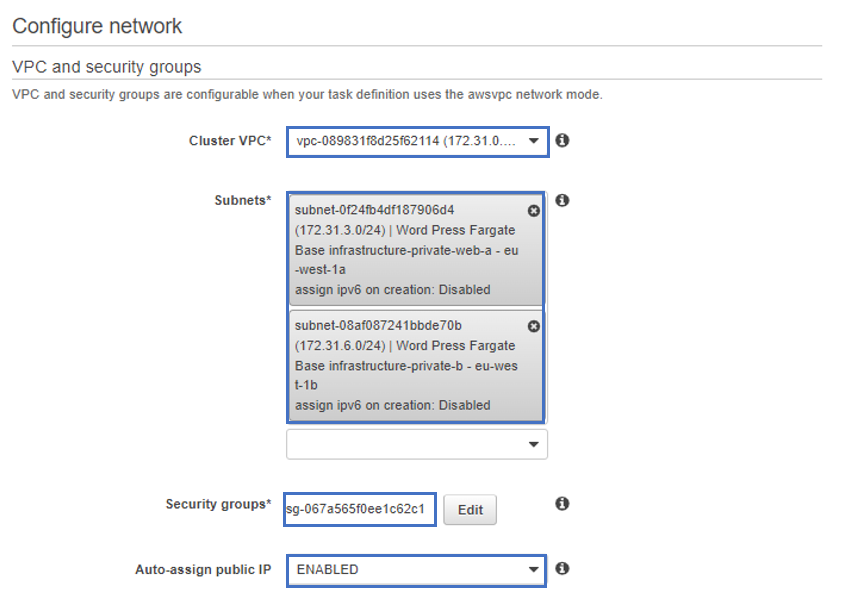 Configure network
VPC and security groups
VPC and security groups are configurable when your task definition uses the awsvpc network mode.
Cluster VPC* vpc-089831f8d25f62114 (172.31.0....
Subnets*
subnet-0f24fb4df187906d4
(172.31.3.0/24) | Word Press Fargate
Base infrastructure-private-web-a - eu
-west-1a
assign ipv6 on creation: Disabled
subnet-08af087241bbde70b
(172.31.6.0/24) | Word Press Fargate
Base infrastructure-private-b - eu-wes
t-1b
assign ipv6 on creation: Disabled
Security groups* sg-067a565f0ee1c62c1 Edit
Auto-assign public IP ENABLED